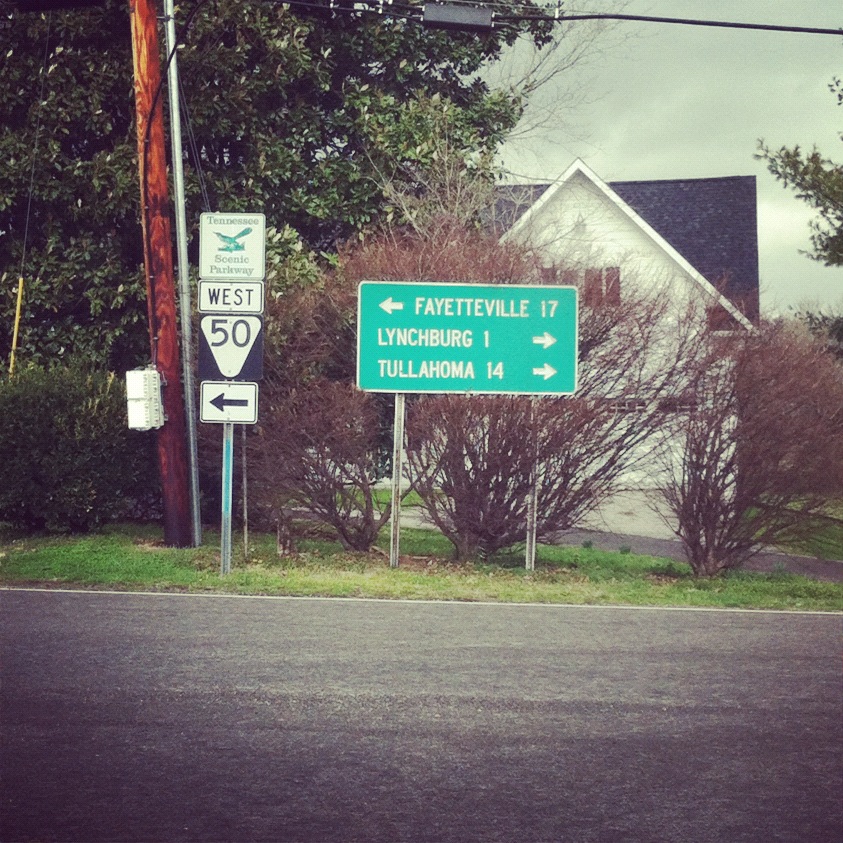 Tennessee
Scenic
Parkway
WEST
50
FAYETTEVILLE 17
LYNCHBURG 1
TULLAHOMA 14